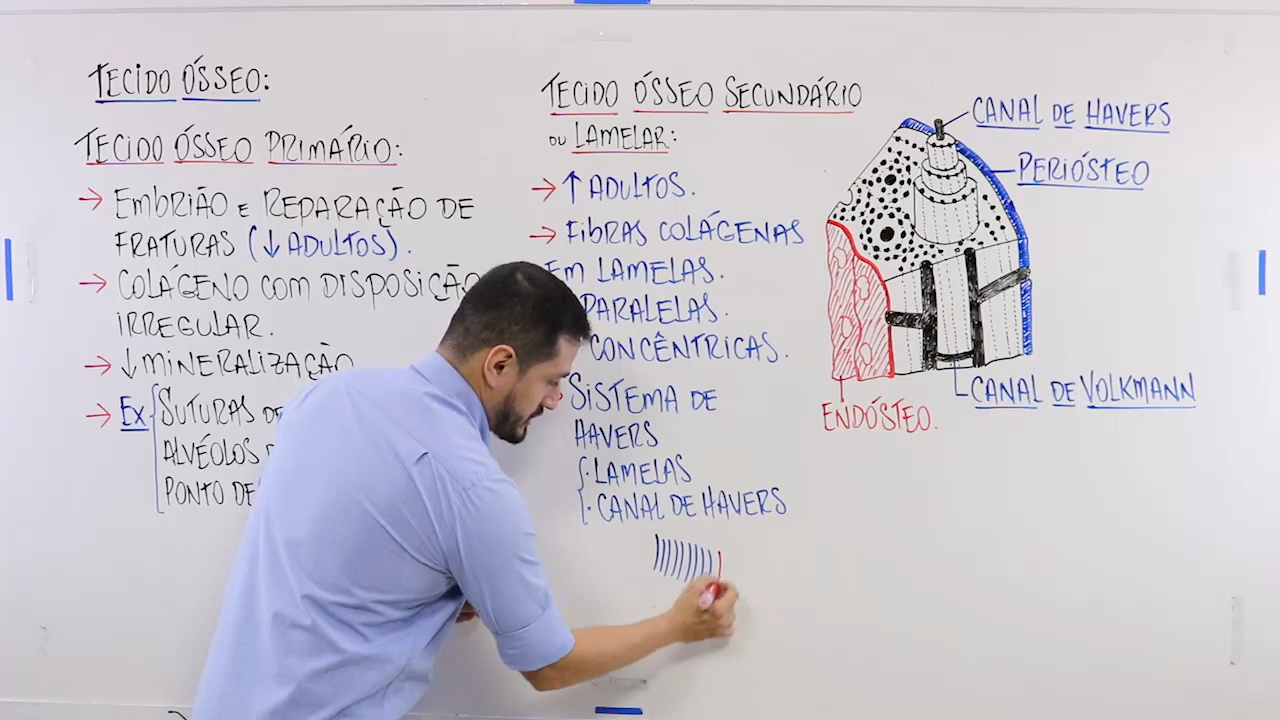 TECIDO ÓSSEO:
TECIDO ÓSSEO PRIMÁRIO:
→ EMBRIÃO E REPARAÇÃO DE
FRATURAS (↓ ADULTOS).
→ COLÁGENO COM DISPOSIÇÃO
IRREGULAR.
→ ↓ MINERALIZAÇÃO
→ EX SUTURAS
ALVÉOLOS
PONTO DE
TECIDO ÓSSEO SECUNDÁRIO
OU LAMELAR:
→ ↑ ADULTOS.
→ FIBRAS COLÁGENAS
EM LAMELAS.
PARALELAS.
CONCÊNTRICAS.
SISTEMA DE
HAVERS
· LAMELAS
· CANAL DE HAVERS
CANAL DE HAVERS
PERIÓSTEO
CANAL DE VOLKMANN
ENDÓSTEO.